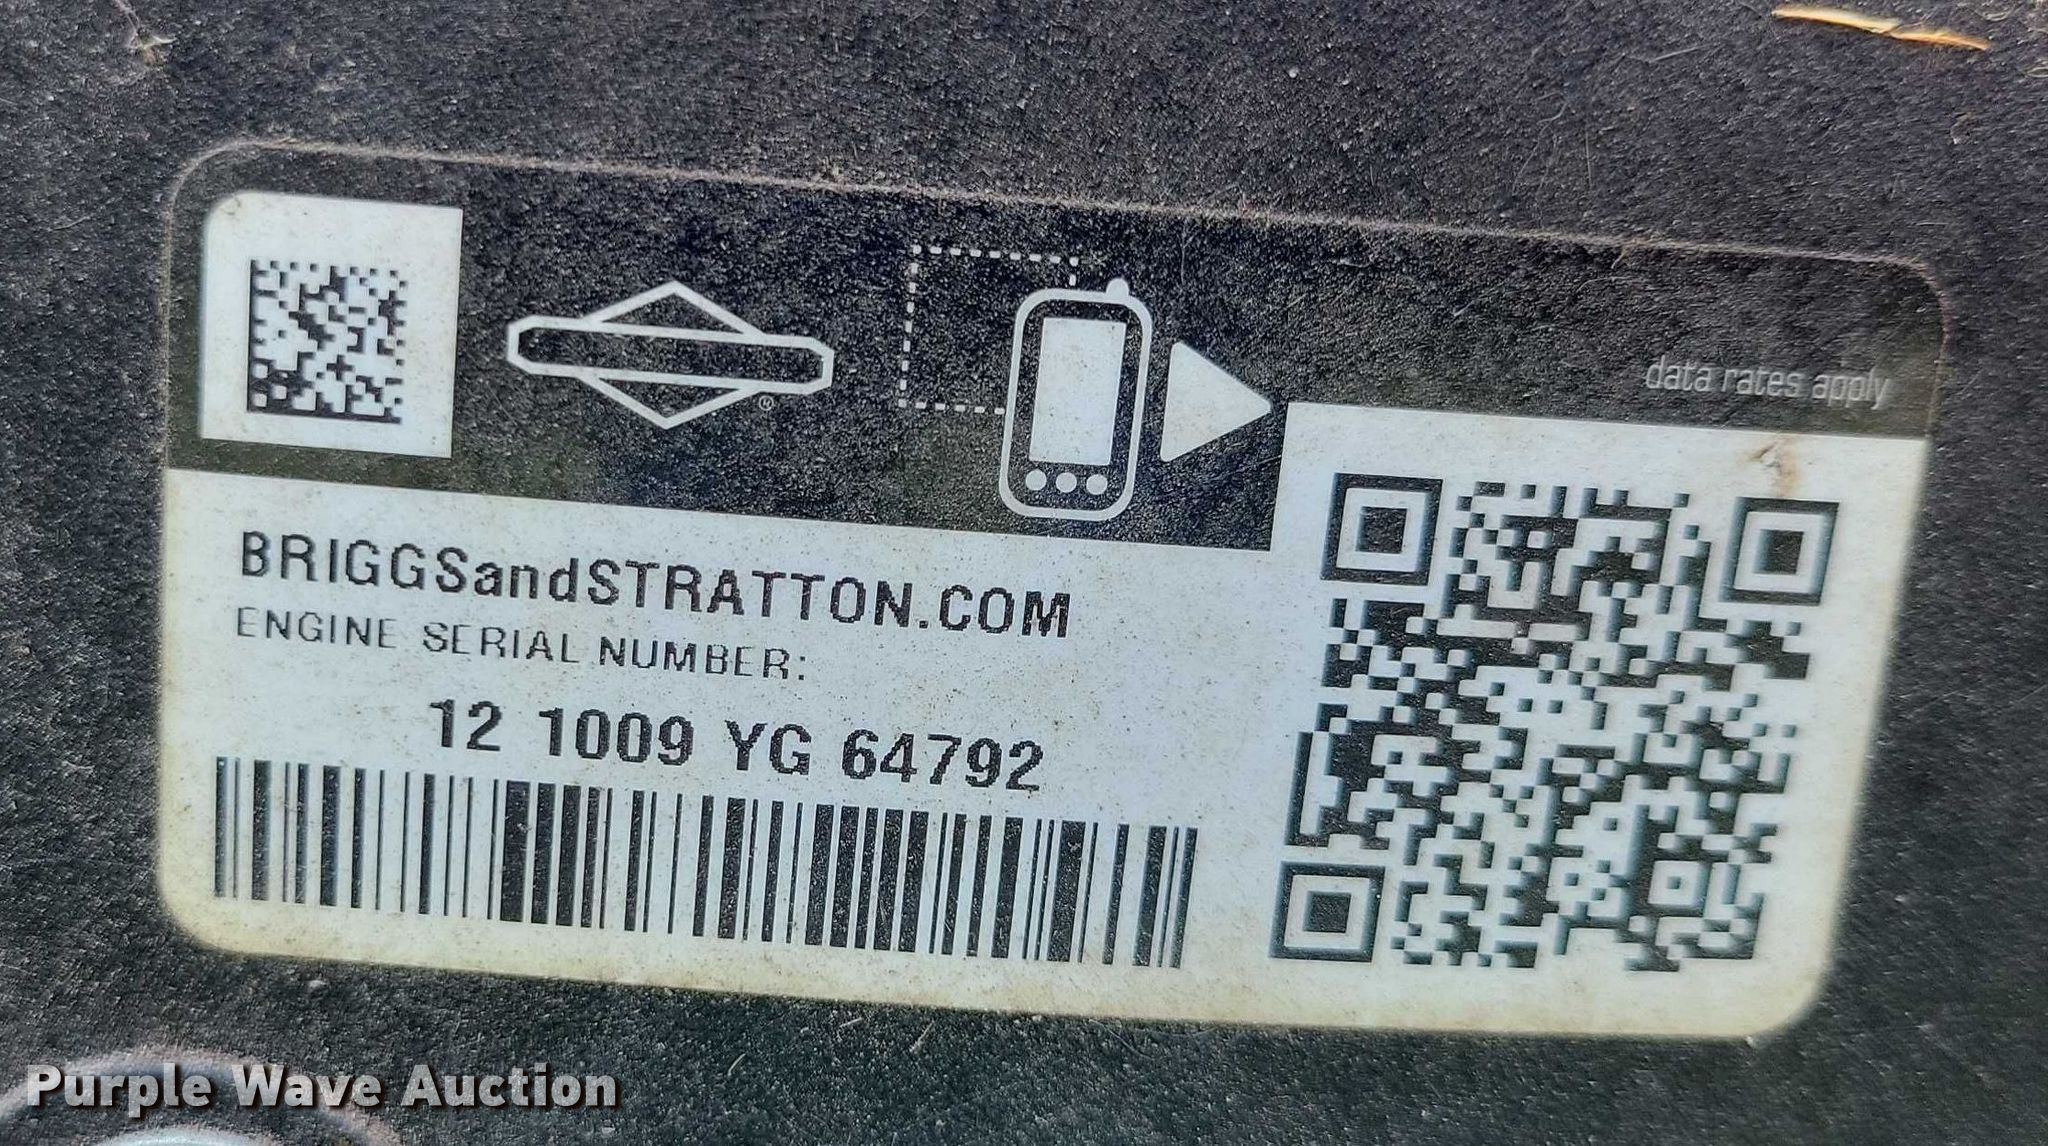 data rates apply
BRIGGSandSTRATTON.COM
ENGINE SERIAL NUMBER:
12 1009 YG 64792
Purple Wave Auction